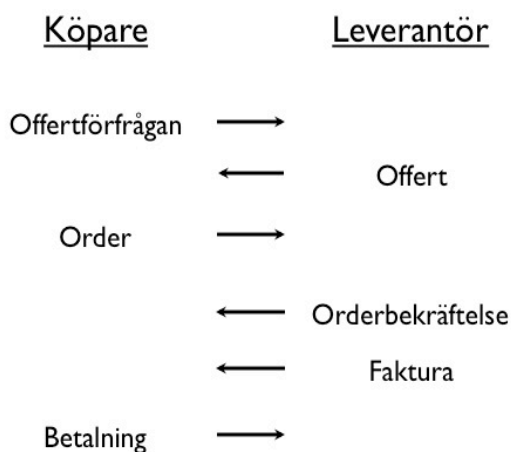 Köpare Leverantör
Offertförfrågan
Offert
Order
Orderbekräftelse
Faktura
Betalning